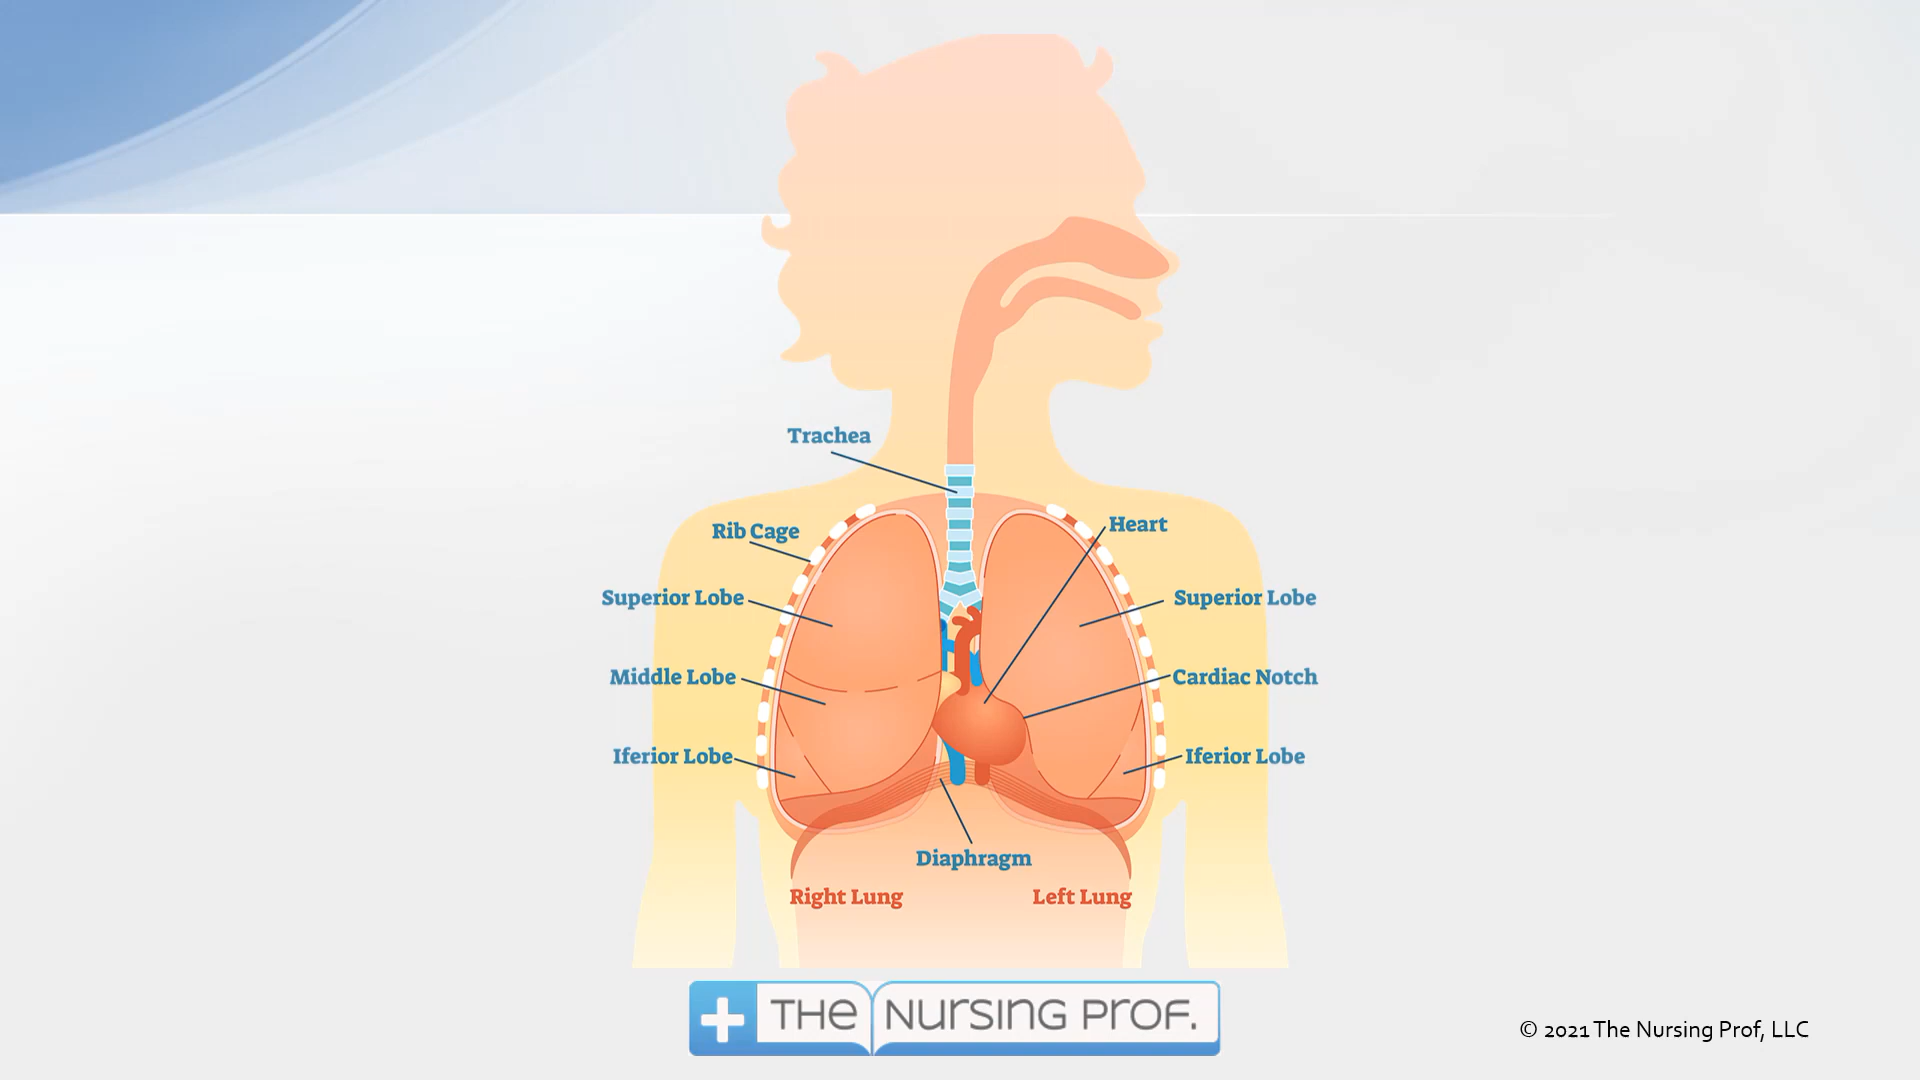 Trachea
Rib Cage
Heart
Superior Lobe
Superior Lobe
Middle Lobe
Cardiac Notch
Iferior Lobe
Iferior Lobe
Diaphragm
Right Lung
Left Lung
THE NURSING PROF.
© 2021 The Nursing Prof, LLC